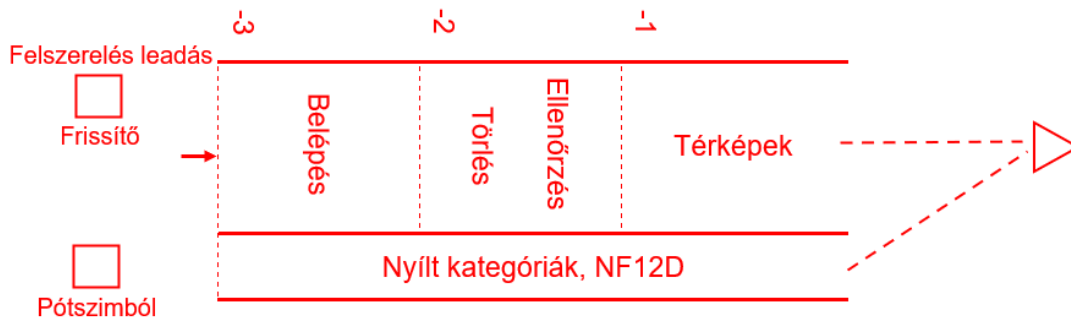 -3
-2
-1
Felszerelés leadás
Frissítő
Belépés
Törlés
Ellenőrzés
Térképek
Nyílt kategóriák, NF12D
Pótszimból